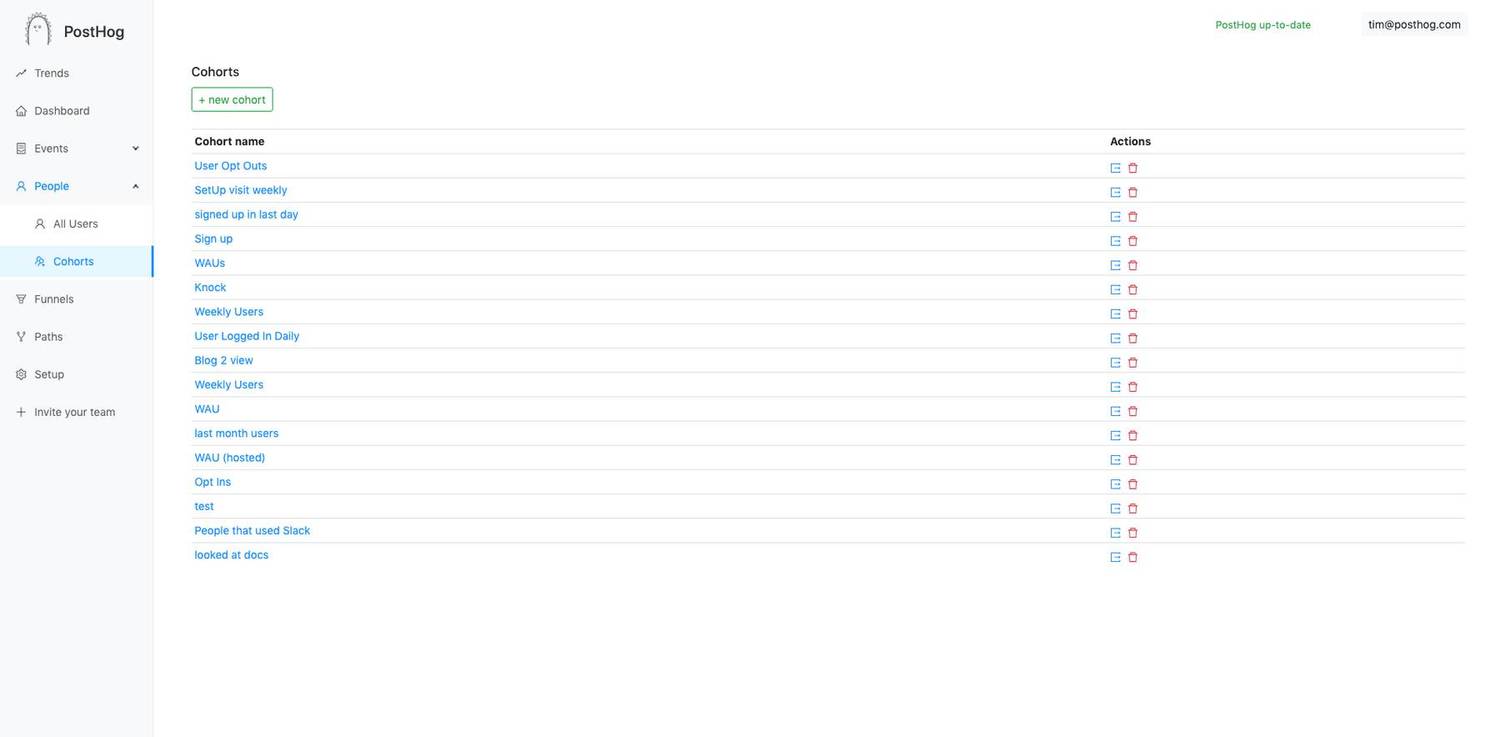 PostHog
Trends
Dashboard
Events
People
All Users
Cohorts
Funnels
Paths
Setup
Invite your team
PostHog up-to-date
tim@posthog.com
Cohorts
+ new cohort
Cohort name Actions
User Opt Outs
SetUp visit weekly
signed up in last day
Sign up
WAUs
Knock
Weekly Users
User Logged In Daily
Blog 2 view
Weekly Users
WAU
last month users
WAU (hosted)
Opt Ins
test
People that used Slack
looked at docs